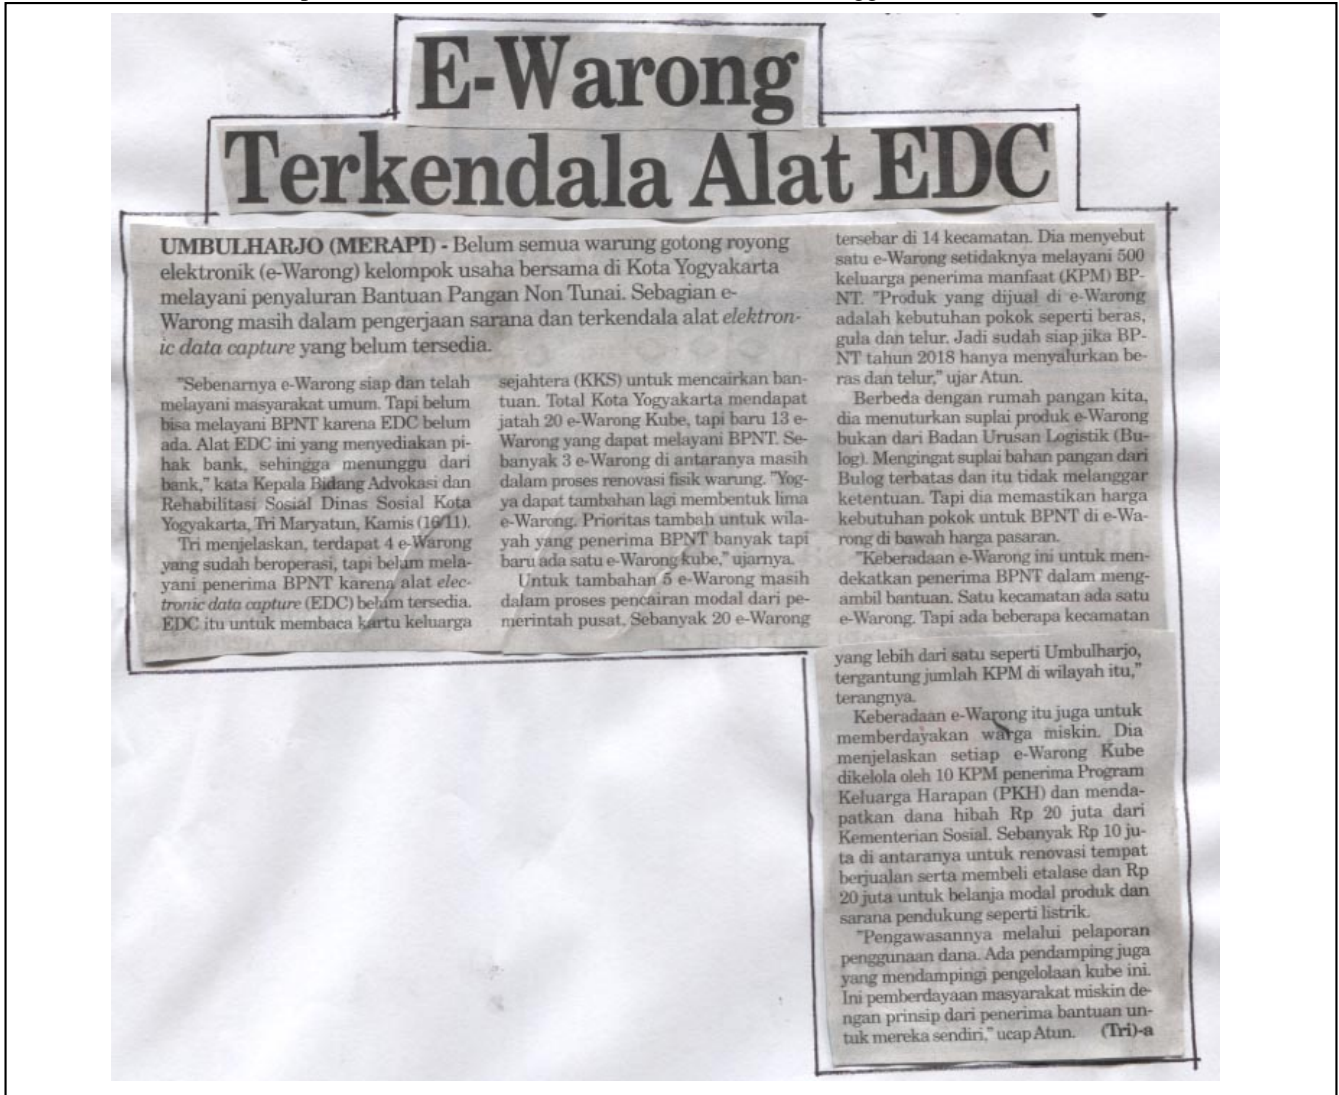 E-Warong
Terkendala Alat EDC
UMBULHARJO (MERAPI) - Belum semua warung gotong royong
elektronik (e-Warong) kelompok usaha bersama di Kota Yogyakarta
melayani penyaluran Bantuan Pangan Non Tunai. Sebagian e-
Warong masih dalam pengerjaan sarana dan terkendala alat elektron-
ic data capture yang belum tersedia.
"Sebenarnya e-Warong siap dan telah
melayani masyarakat umum. Tapi belum
bisa melayani BPNT karena EDC belum
ada. Alat EDC ini yang menyediakan pi-
hak bank, sehingga menunggu dari
bank," kata Kepala Bidang Advokasi dan
Rehabilitasi Sosial Dinas Sosial Kota
Yogyakarta, Tri Maryatun, Kamis (16/11).
Tri menjelaskan, terdapat 4 e-Warong
yang sudah beroperasi, tapi belum mela-
yani penerima BPNT karena alat elec-
tronic data capture (EDC) belum tersedia.
EDC itu untuk membaca kartu keluarga
sejahtera (KKS) untuk mencairkan ban-
tuan. Total Kota Yogyakarta mendapat
jatah 20 e-Warong Kube, tapi baru 13 e-
Warong yang dapat melayani BPNT. Se-
banyak 3 e-Warong di antaranya masih
dalam proses renovasi fisik warung. "Yog-
ya dapat tambahan lagi membentuk lima
e-Warong. Prioritas tambah untuk wila-
yah yang penerima BPNT banyak tapi
baru ada satu e-Warong kube," ujarnya.
Untuk tambahan 5 e-Warong masih
dalam proses pencairan modal dari pe-
merintah pusat. Sebanyak 20 e-Warong
tersebar di 14 kecamatan. Dia menyebut
satu e-Warong setidaknya melayani 500
keluarga penerima manfaat (KPM) BP-
NT. "Produk yang dijual di e-Warong
adalah kebutuhan pokok seperti beras,
gula dan telur. Jadi sudah siap jika BP-
NT tahun 2018 hanya menyalurkan be-
ras dan telur," ujar Atun.
Berbeda dengan rumah pangan kita,
dia menuturkan suplai produk e-Warong
bukan dari Badan Urusan Logistik (Bu-
log). Mengingat suplai bahan pangan dari
Bulog terbatas dan itu tidak melanggar
ketentuan. Tapi dia memastikan harga
kebutuhan pokok untuk BPNT di e-Wa-
rong di bawah harga pasaran.
"Keberadaan e-Warong ini untuk men-
dekatkan penerima BPNT dalam meng-
ambil bantuan. Satu kecamatan ada satu
e-Warong. Tapi ada beberapa kecamatan
yang lebih dari satu seperti Umbulharjo,
tergantung jumlah KPM di wilayah itu,"
terangnya.
Keberadaan e-Warong itu juga untuk
memberdayakan warga miskin. Dia
menjelaskan setiap e-Warong Kube
dikelola oleh 10 KPM penerima Program
Keluarga Harapan (PKH) dan menda-
patkan dana hibah Rp 20 juta dari
Kementerian Sosial. Sebanyak Rp 10 ju-
ta di antaranya untuk renovasi tempat
berjualan serta membeli etalase dan Rp
20 juta untuk belanja modal produk dan
sarana pendukung seperti listrik.
"Pengawasannya melalui pelaporan
penggunaan dana. Ada pendamping juga
yang mendampingi pengelolaan kube ini.
Ini pemberdayaan masyarakat miskin de-
ngan prinsip dari penerima bantuan un-
tuk mereka sendiri," ucap Atun. (Tri)-a